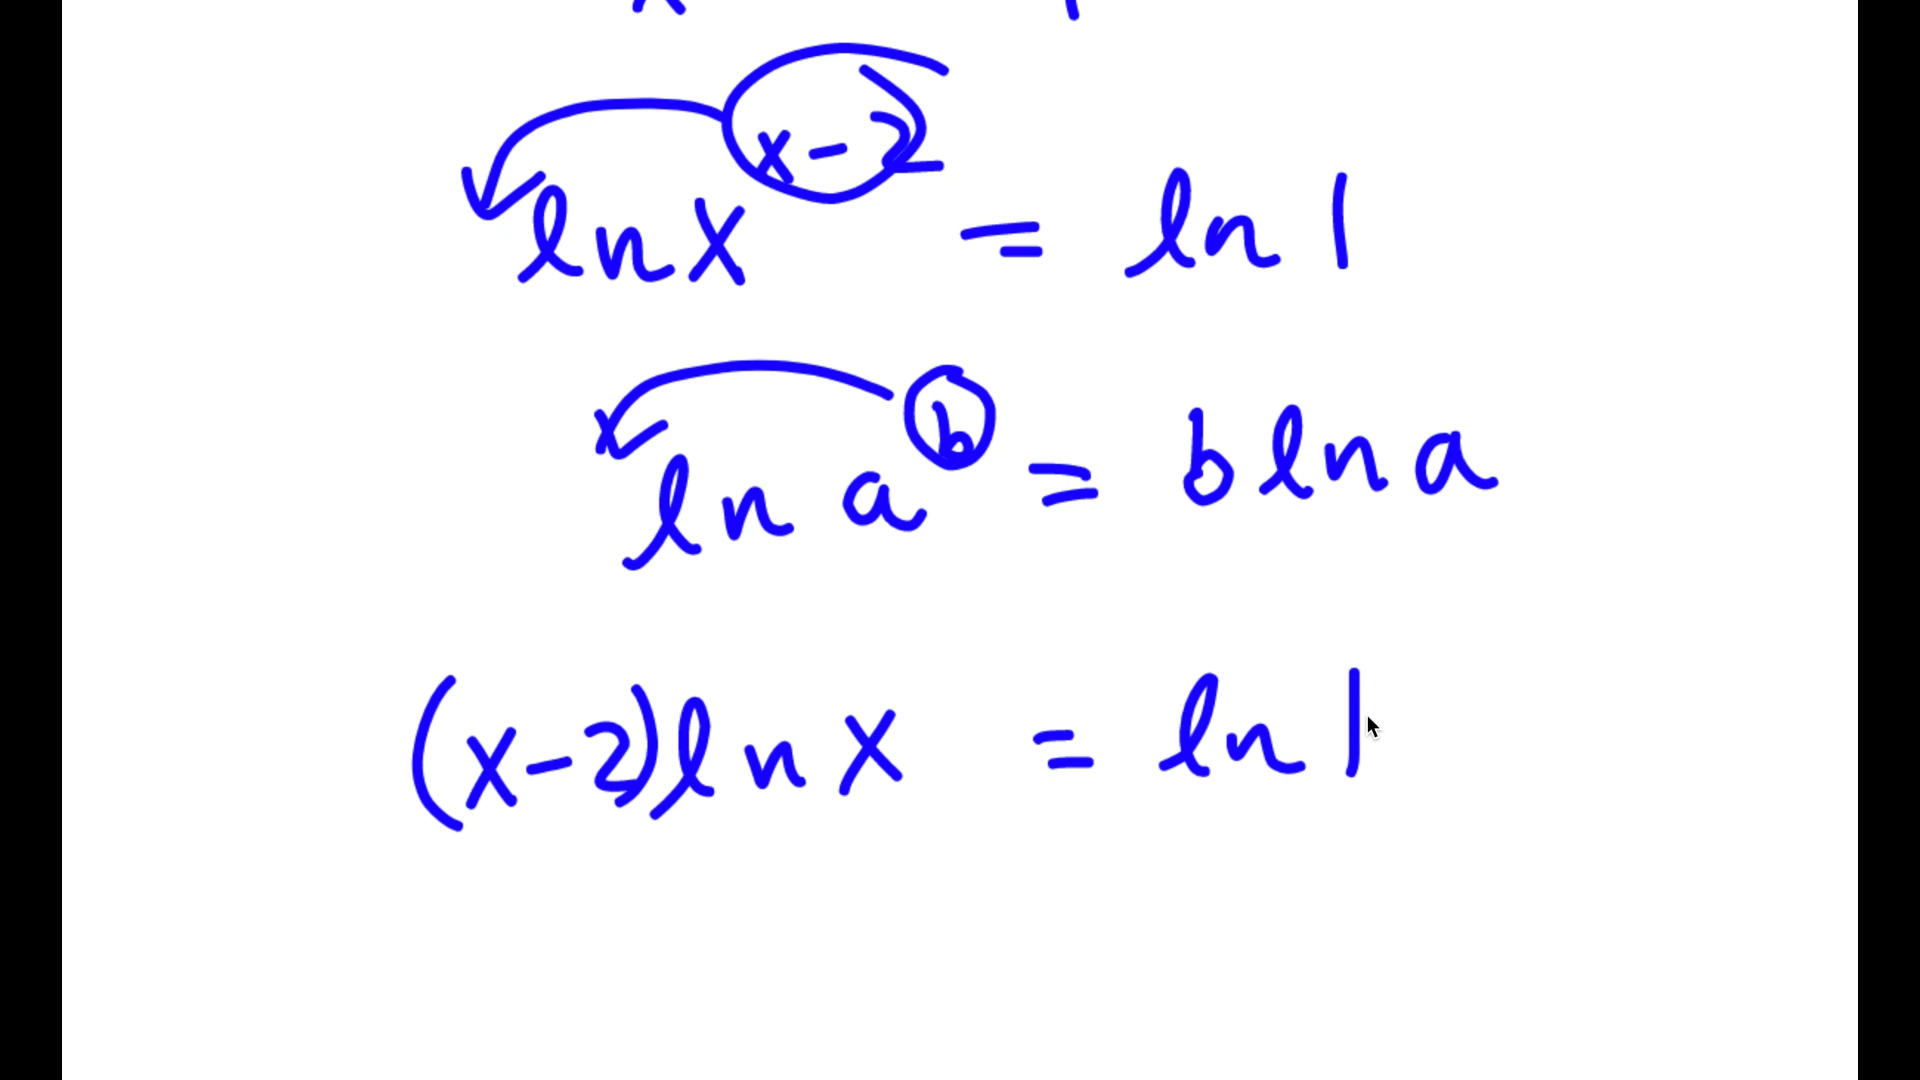 ln x^(x-2) = ln 1
ln a^b = b ln a
(x-2) ln x = ln 1